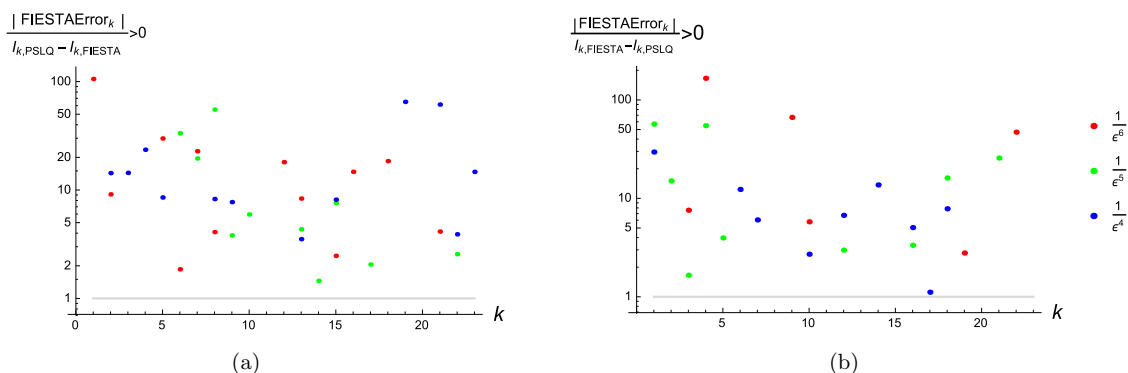 | FIESTAError_k |
I_k,PSLQ − I_k,FIESTA >0
100
50
20
10
5
2
1
0 5 10 15 20 k
(a)
|FIESTAError_k|
I_k,FIESTA−I_k,PSLQ >0
100
50
10
5
1
5 10 15 20 k
(b)
1/ϵ^6
1/ϵ^5
1/ϵ^4